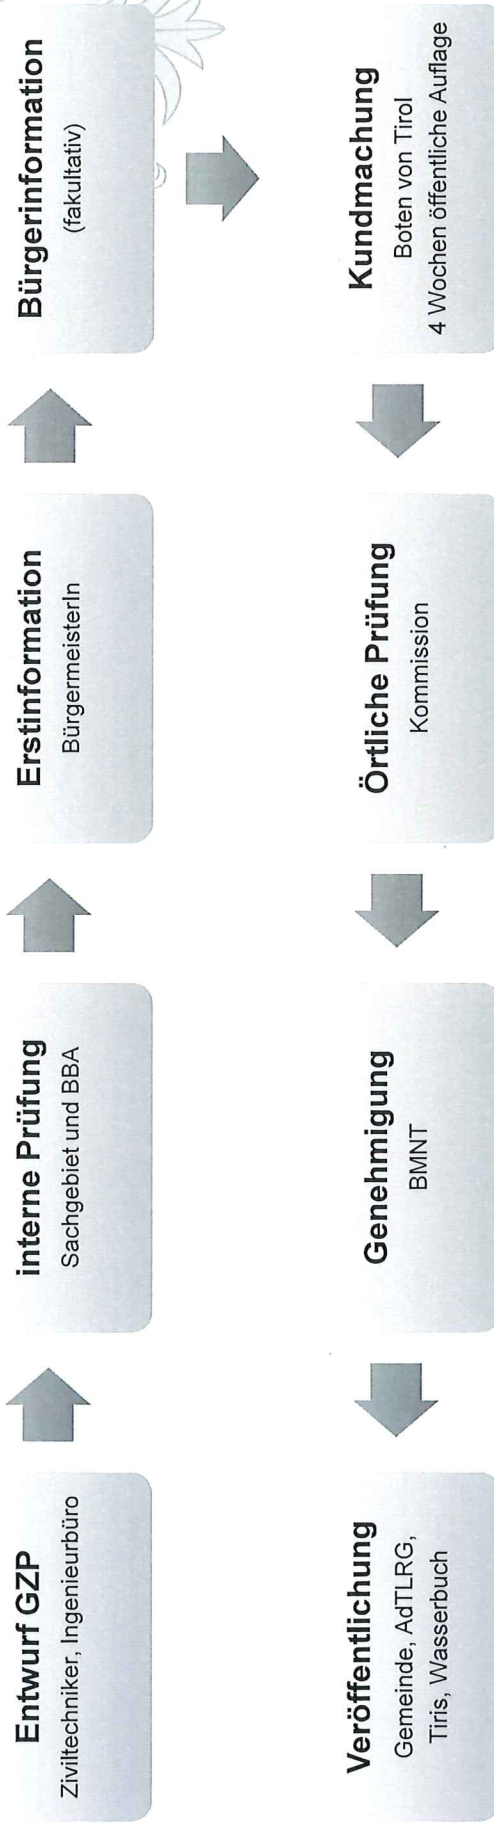 Entwurf GZP
Ziviltechniker, Ingenieurbüro
interne Prüfung
Sachgebiet und BBA
Erstinformation
BürgermeisterIn
Bürgerinformation
(fakultativ)
Kundmachung
Boten von Tirol
4 Wochen öffentliche Auflage
Örtliche Prüfung
Kommission
Genehmigung
BMNT
Veröffentlichung
Gemeinde, AdTLRG,
Tiris, Wasserbuch